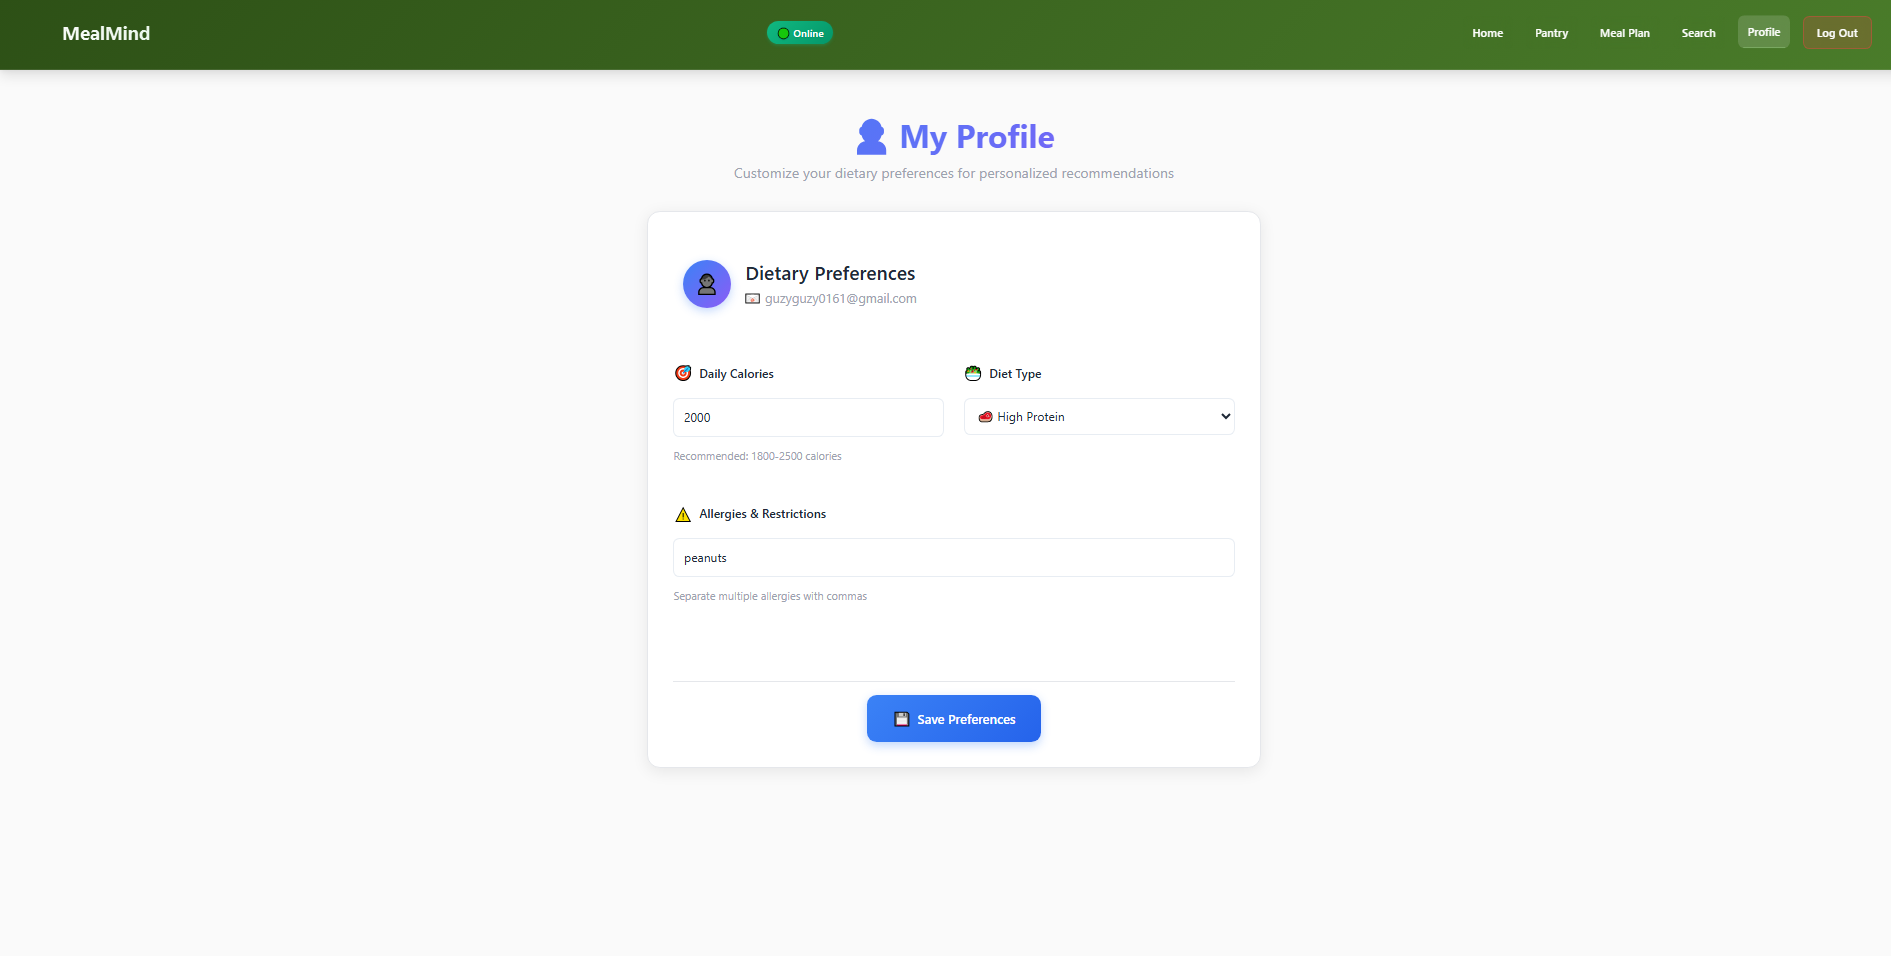 MealMind
Online
Home
Pantry
Meal Plan
Search
Profile
Log Out
My Profile
Customize your dietary preferences for personalized recommendations
Dietary Preferences
guzyguzy0161@gmail.com
Daily Calories
Diet Type
2000
High Protein
Recommended: 1800-2500 calories
Allergies & Restrictions
peanuts
Separate multiple allergies with commas
Save Preferences